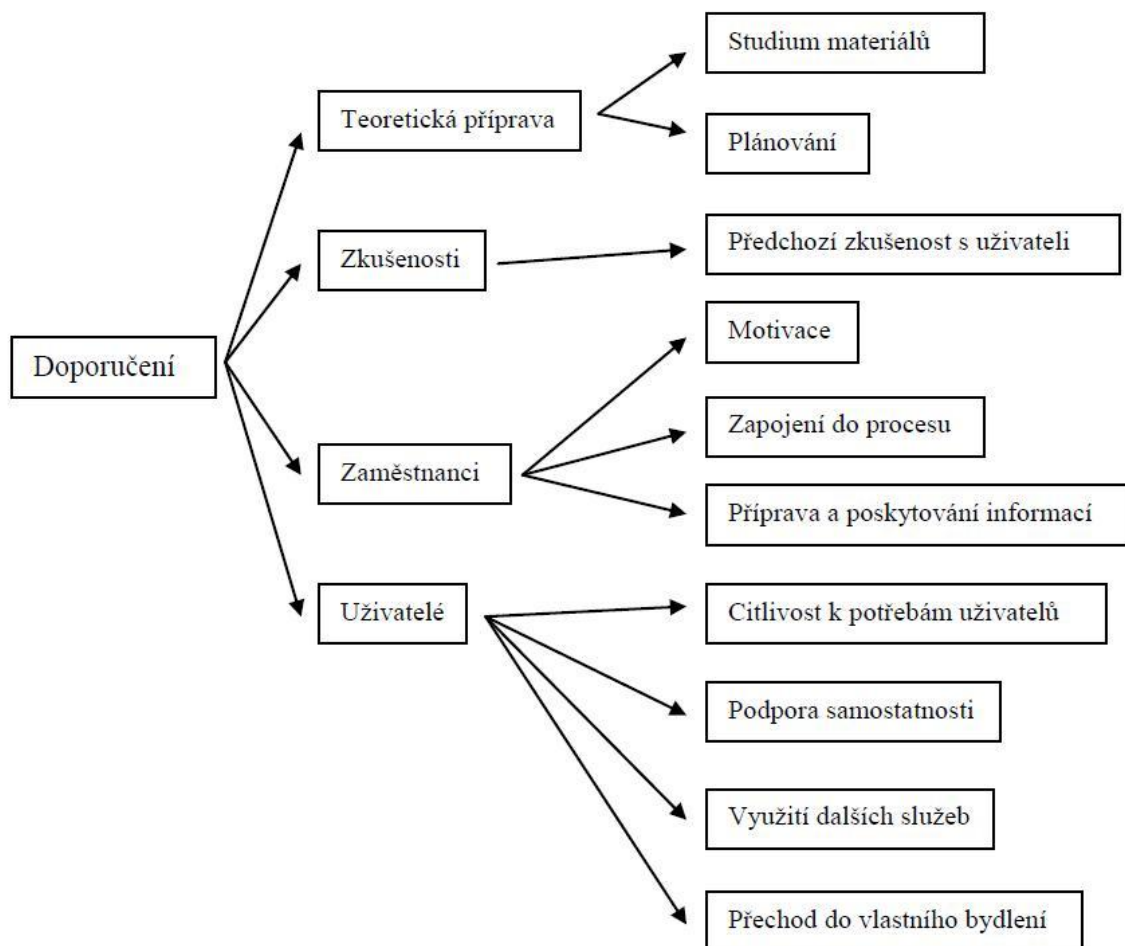 Doporučení
Teoretická příprava
Studium materiálů
Plánování
Zkušenosti
Předchozí zkušenost s uživateli
Zaměstnanci
Motivace
Zapojení do procesu
Příprava a poskytování informací
Uživatelé
Citlivost k potřebám uživatelů
Podpora samostatnosti
Využití dalších služeb
Přechod do vlastního bydlení